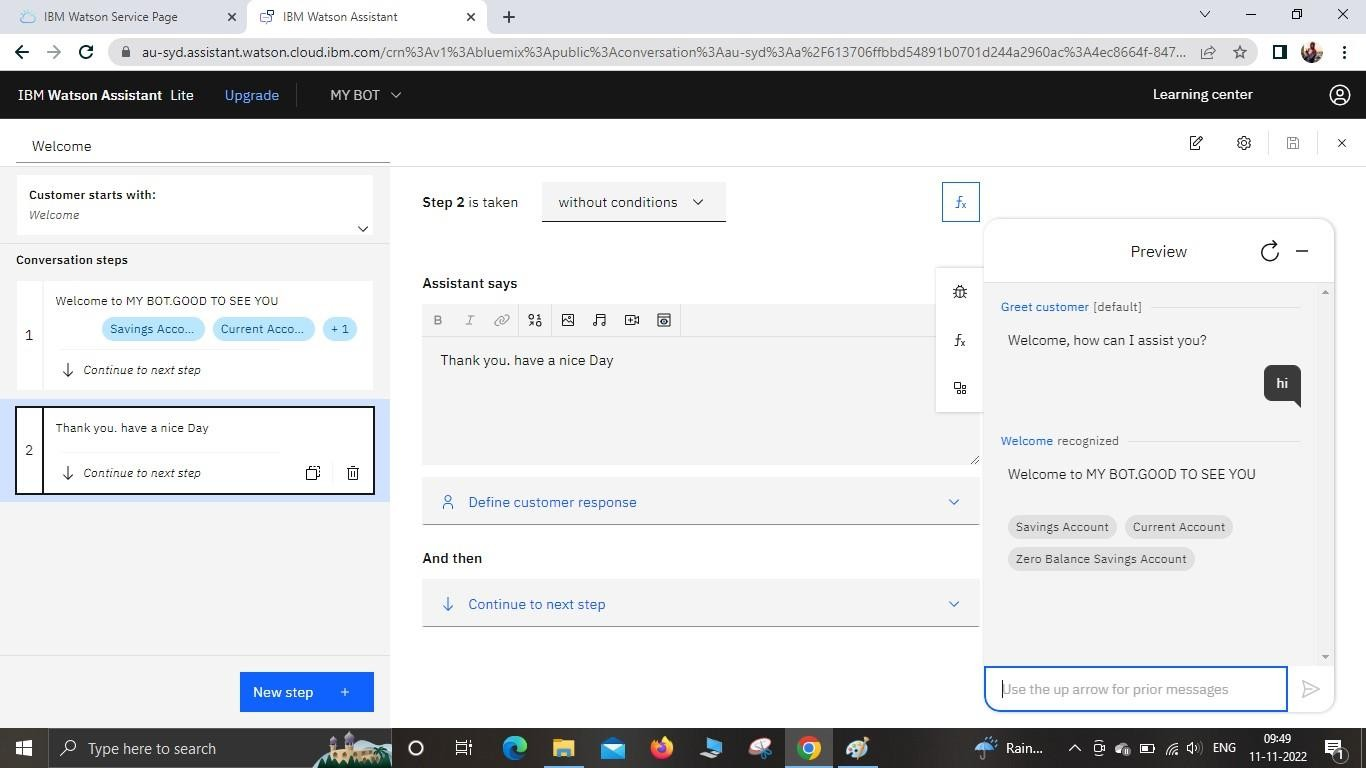 IBM Watson Service Page
IBM Watson Assistant
au-syd.assistant.watson.cloud.ibm.com/crn%3Av1%3Abluemix%3Apublic%3Aconversation%3Aau-syd%3Aa%2F613706ffbbd54891b0701d244a2960ac%3A4ec8664f-847...
IBM Watson Assistant Lite
Upgrade
MY BOT
Learning center
Welcome
Customer starts with:
Welcome
Conversation steps
1
Welcome to MY BOT.GOOD TO SEE YOU
Savings Acco...
Current Acco...
+ 1
Continue to next step
2
Thank you. have a nice Day
Continue to next step
New step +
Step 2 is taken
without conditions
fx
Assistant says
B I
Thank you. have a nice Day
Define customer response
And then
Continue to next step
fx
Preview
Greet customer [default]
Welcome, how can I assist you?
hi
Welcome recognized
Welcome to MY BOT.GOOD TO SEE YOU
Savings Account
Current Account
Zero Balance Savings Account
Use the up arrow for prior messages
Type here to search
Rain...
ENG
09:49
11-11-2022
1